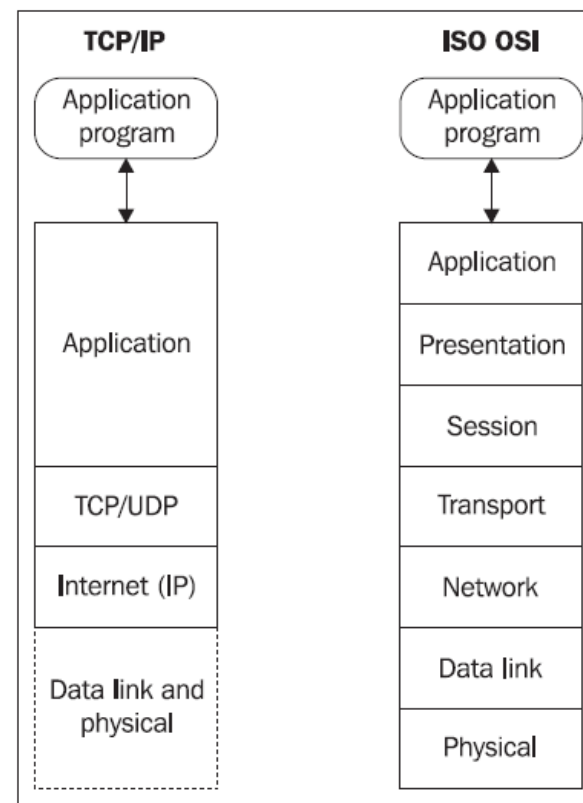 TCP/IP
Application
program
Application
TCP/UDP
Internet (IP)
Data link and
physical
ISO OSI
Application
program
Application
Presentation
Session
Transport
Network
Data link
Physical